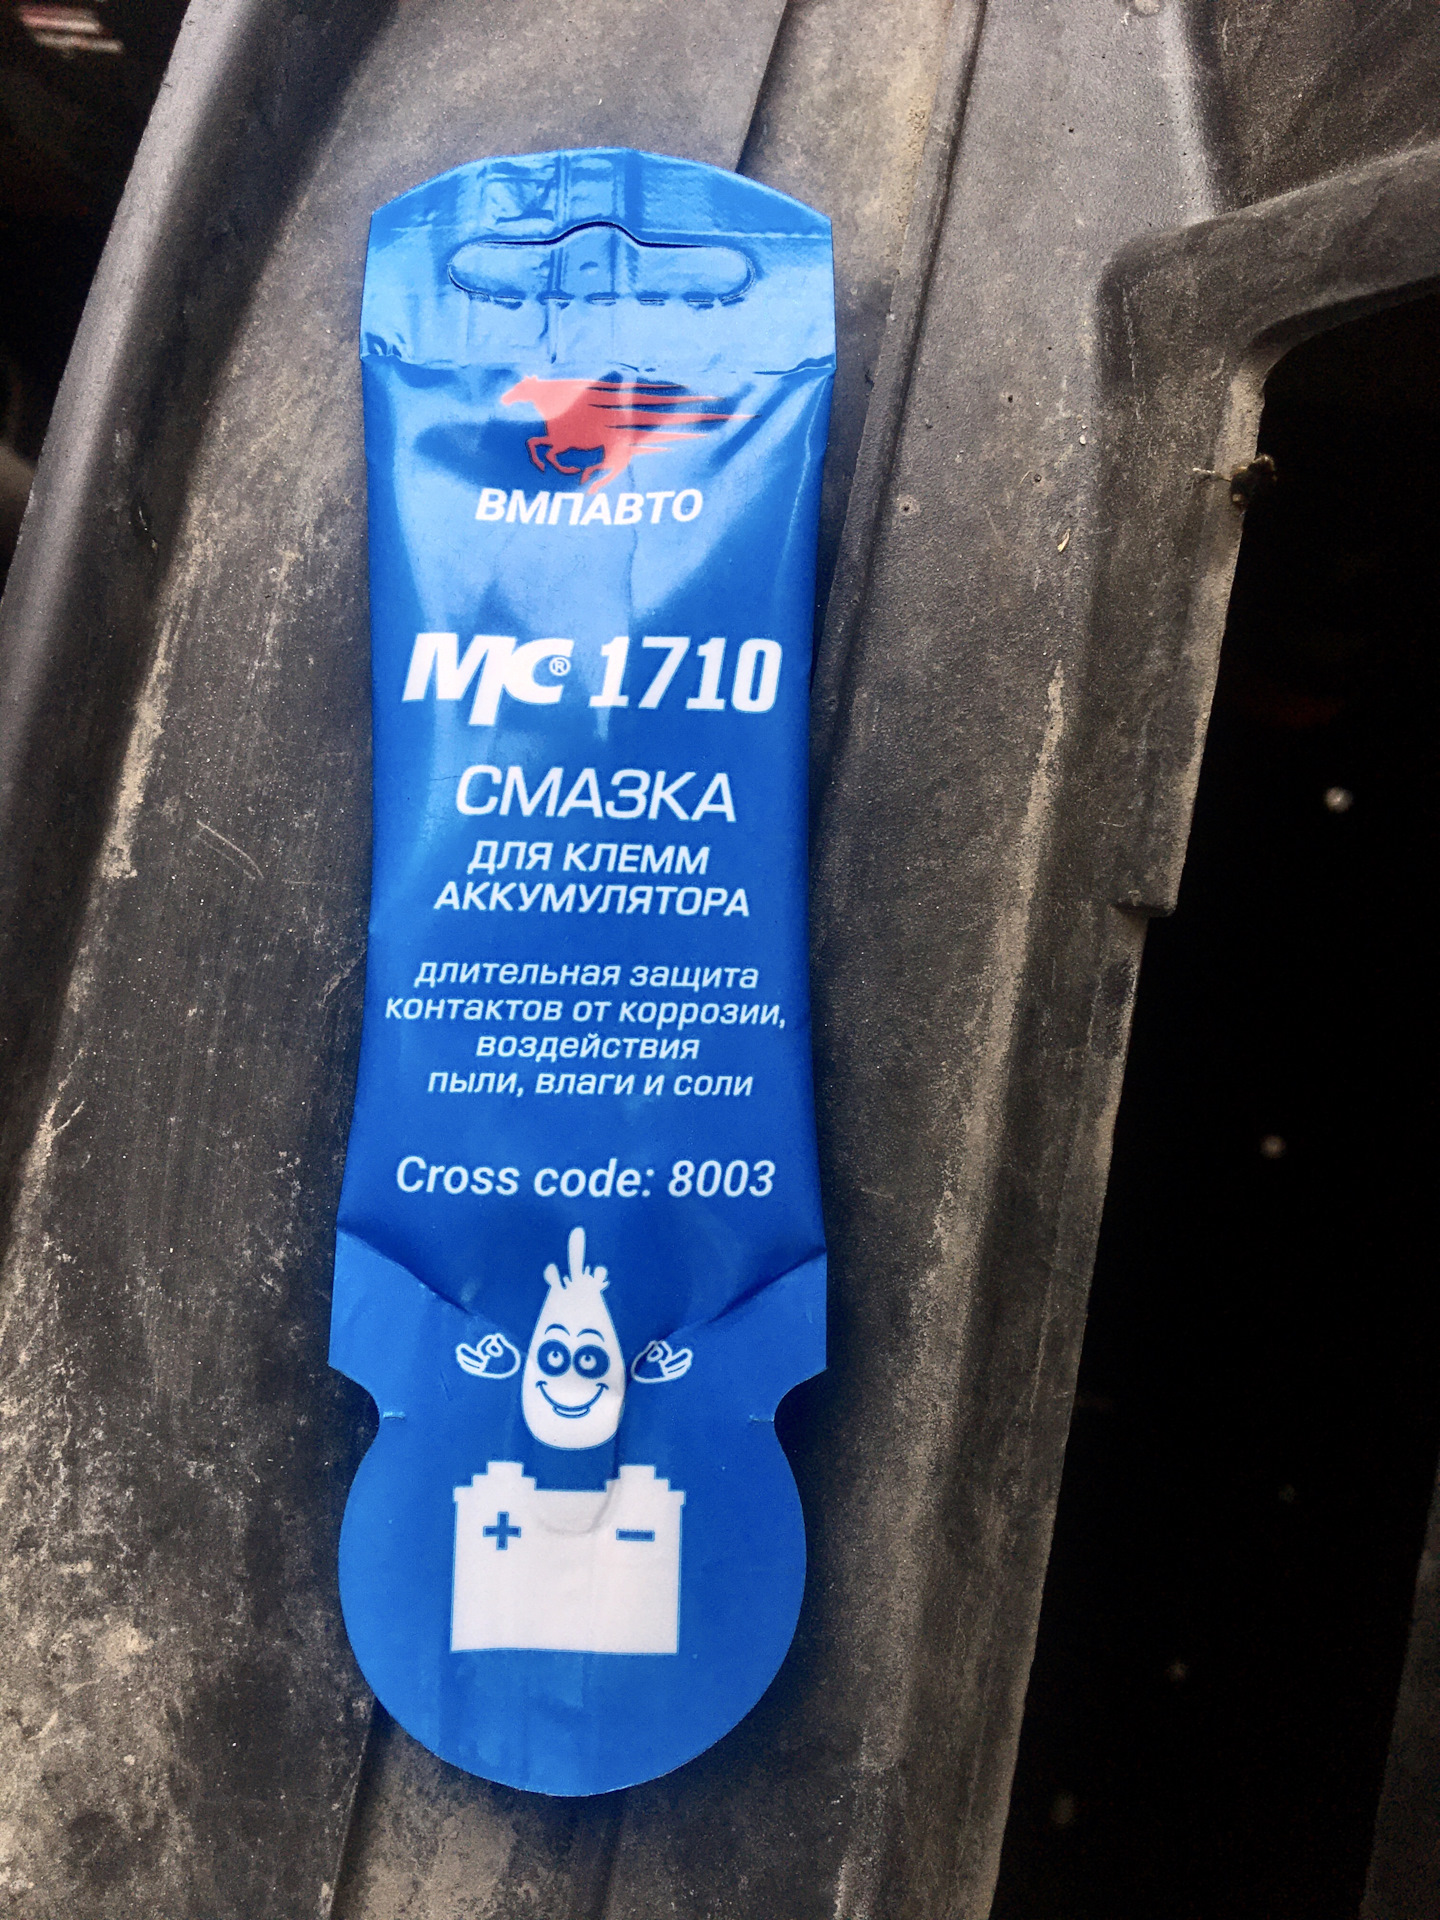 ВМПАВТО
МС® 1710
СМАЗКА
ДЛЯ КЛЕММ
АККУМУЛЯТОРА
длительная защита
контактов от коррозии,
воздействия
пыли, влаги и соли
Cross code: 8003
+ −